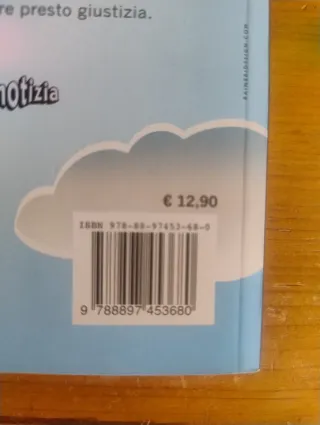 re presto giustizia.
notizia
€ 12,90
ISBN 978-88-97453-68-0
9 788897 453680